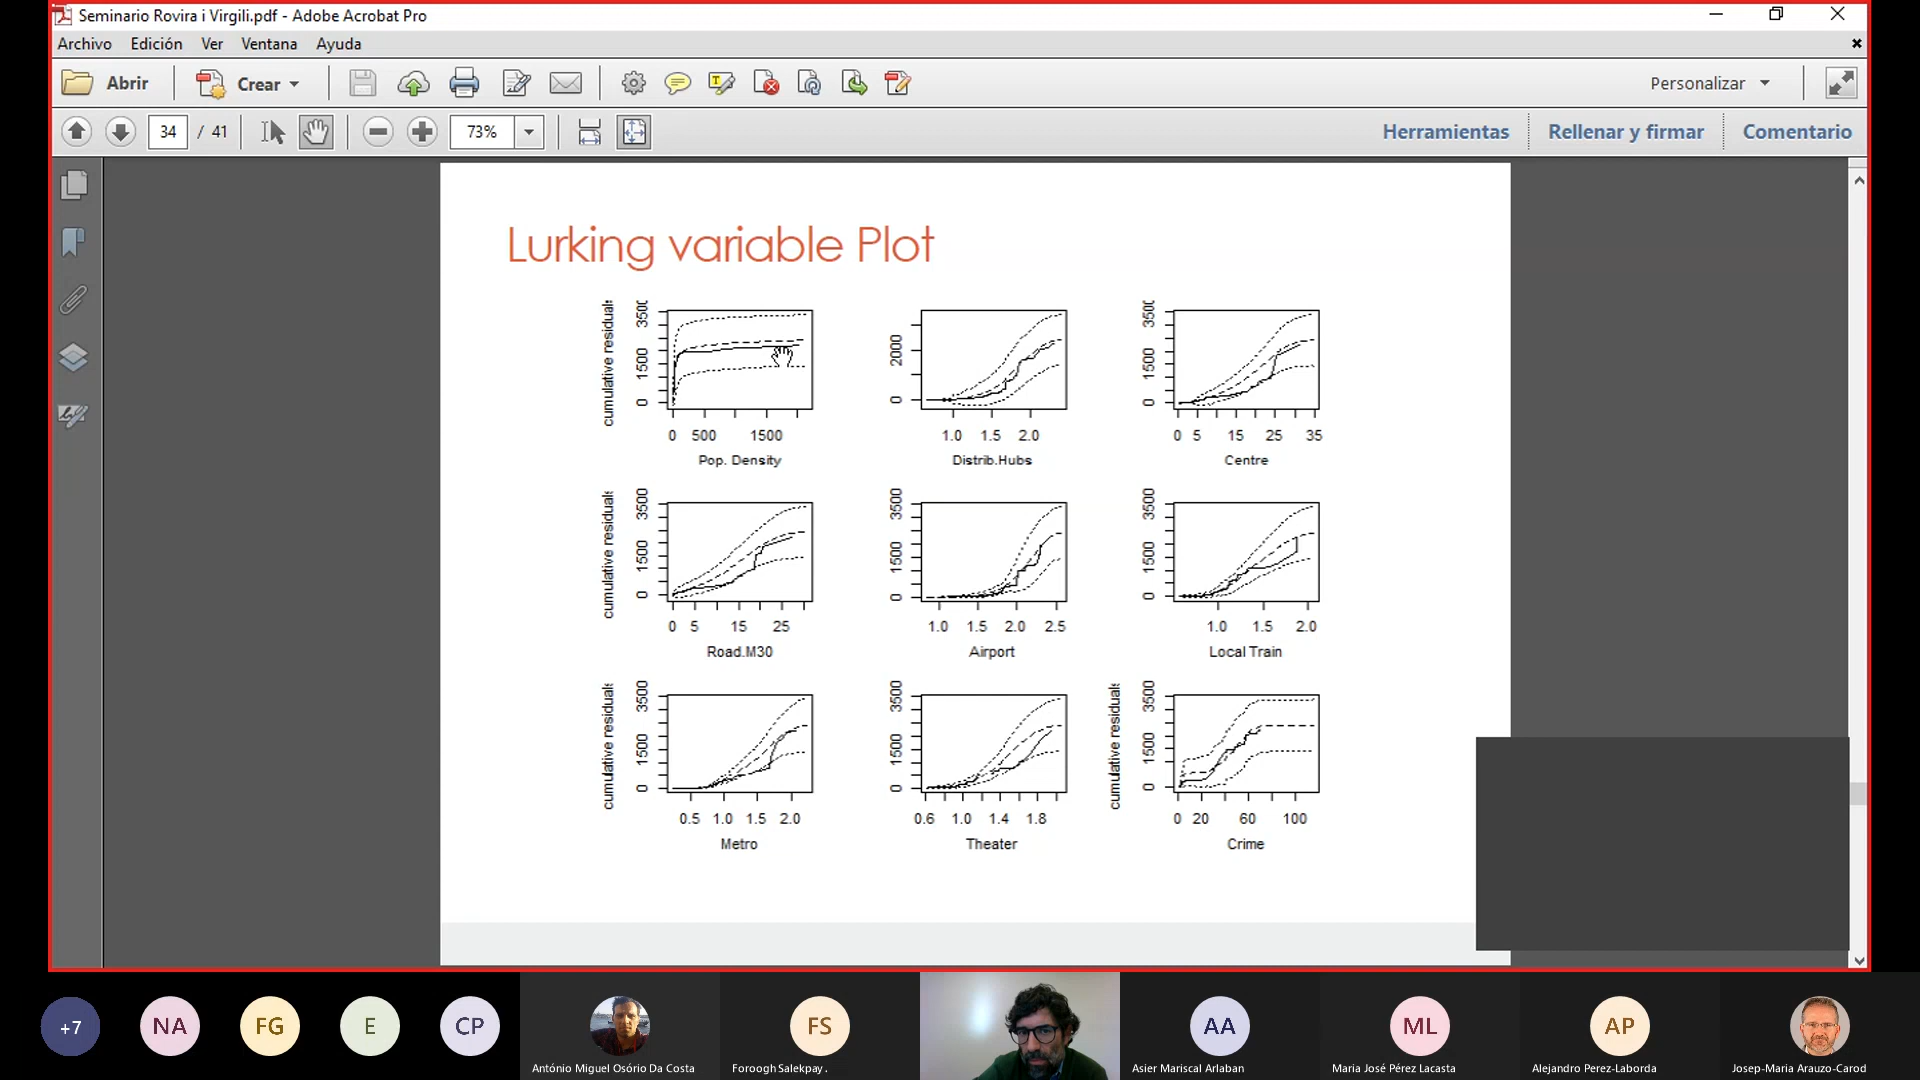 Seminario Rovira i Virgili.pdf - Adobe Acrobat Pro
Archivo Edición Ver Ventana Ayuda
Abrir Crear Personalizar
34 / 41 73% Herramientas Rellenar y firmar Comentario
Lurking variable Plot
cumulative residuals
0 1500 3500
0 500 1500
Pop. Density
0 2000
1.0 1.5 2.0
Distrib.Hubs
0 1500 3500
0 5 15 25 35
Centre
cumulative residuals
0 1500 3500
0 5 15 25
Road.M30
0 1500 3500
1.0 1.5 2.0 2.5
Airport
0 1500 3500
1.0 1.5 2.0
Local Train
cumulative residuals
0 1500 3500
0.5 1.0 1.5 2.0
Metro
0 1500 3500
0.6 1.0 1.4 1.8
Theater
cumulative residuals
0 1500 3500
0 20 60 100
Crime
+7 NA FG E CP FS AA ML AP
António Miguel Osório Da Costa
Foroogh Salekpay .
Asier Mariscal Arlaban
Maria José Pérez Lacasta
Alejandro Perez-Laborda
Josep-Maria Arauzo-Carod